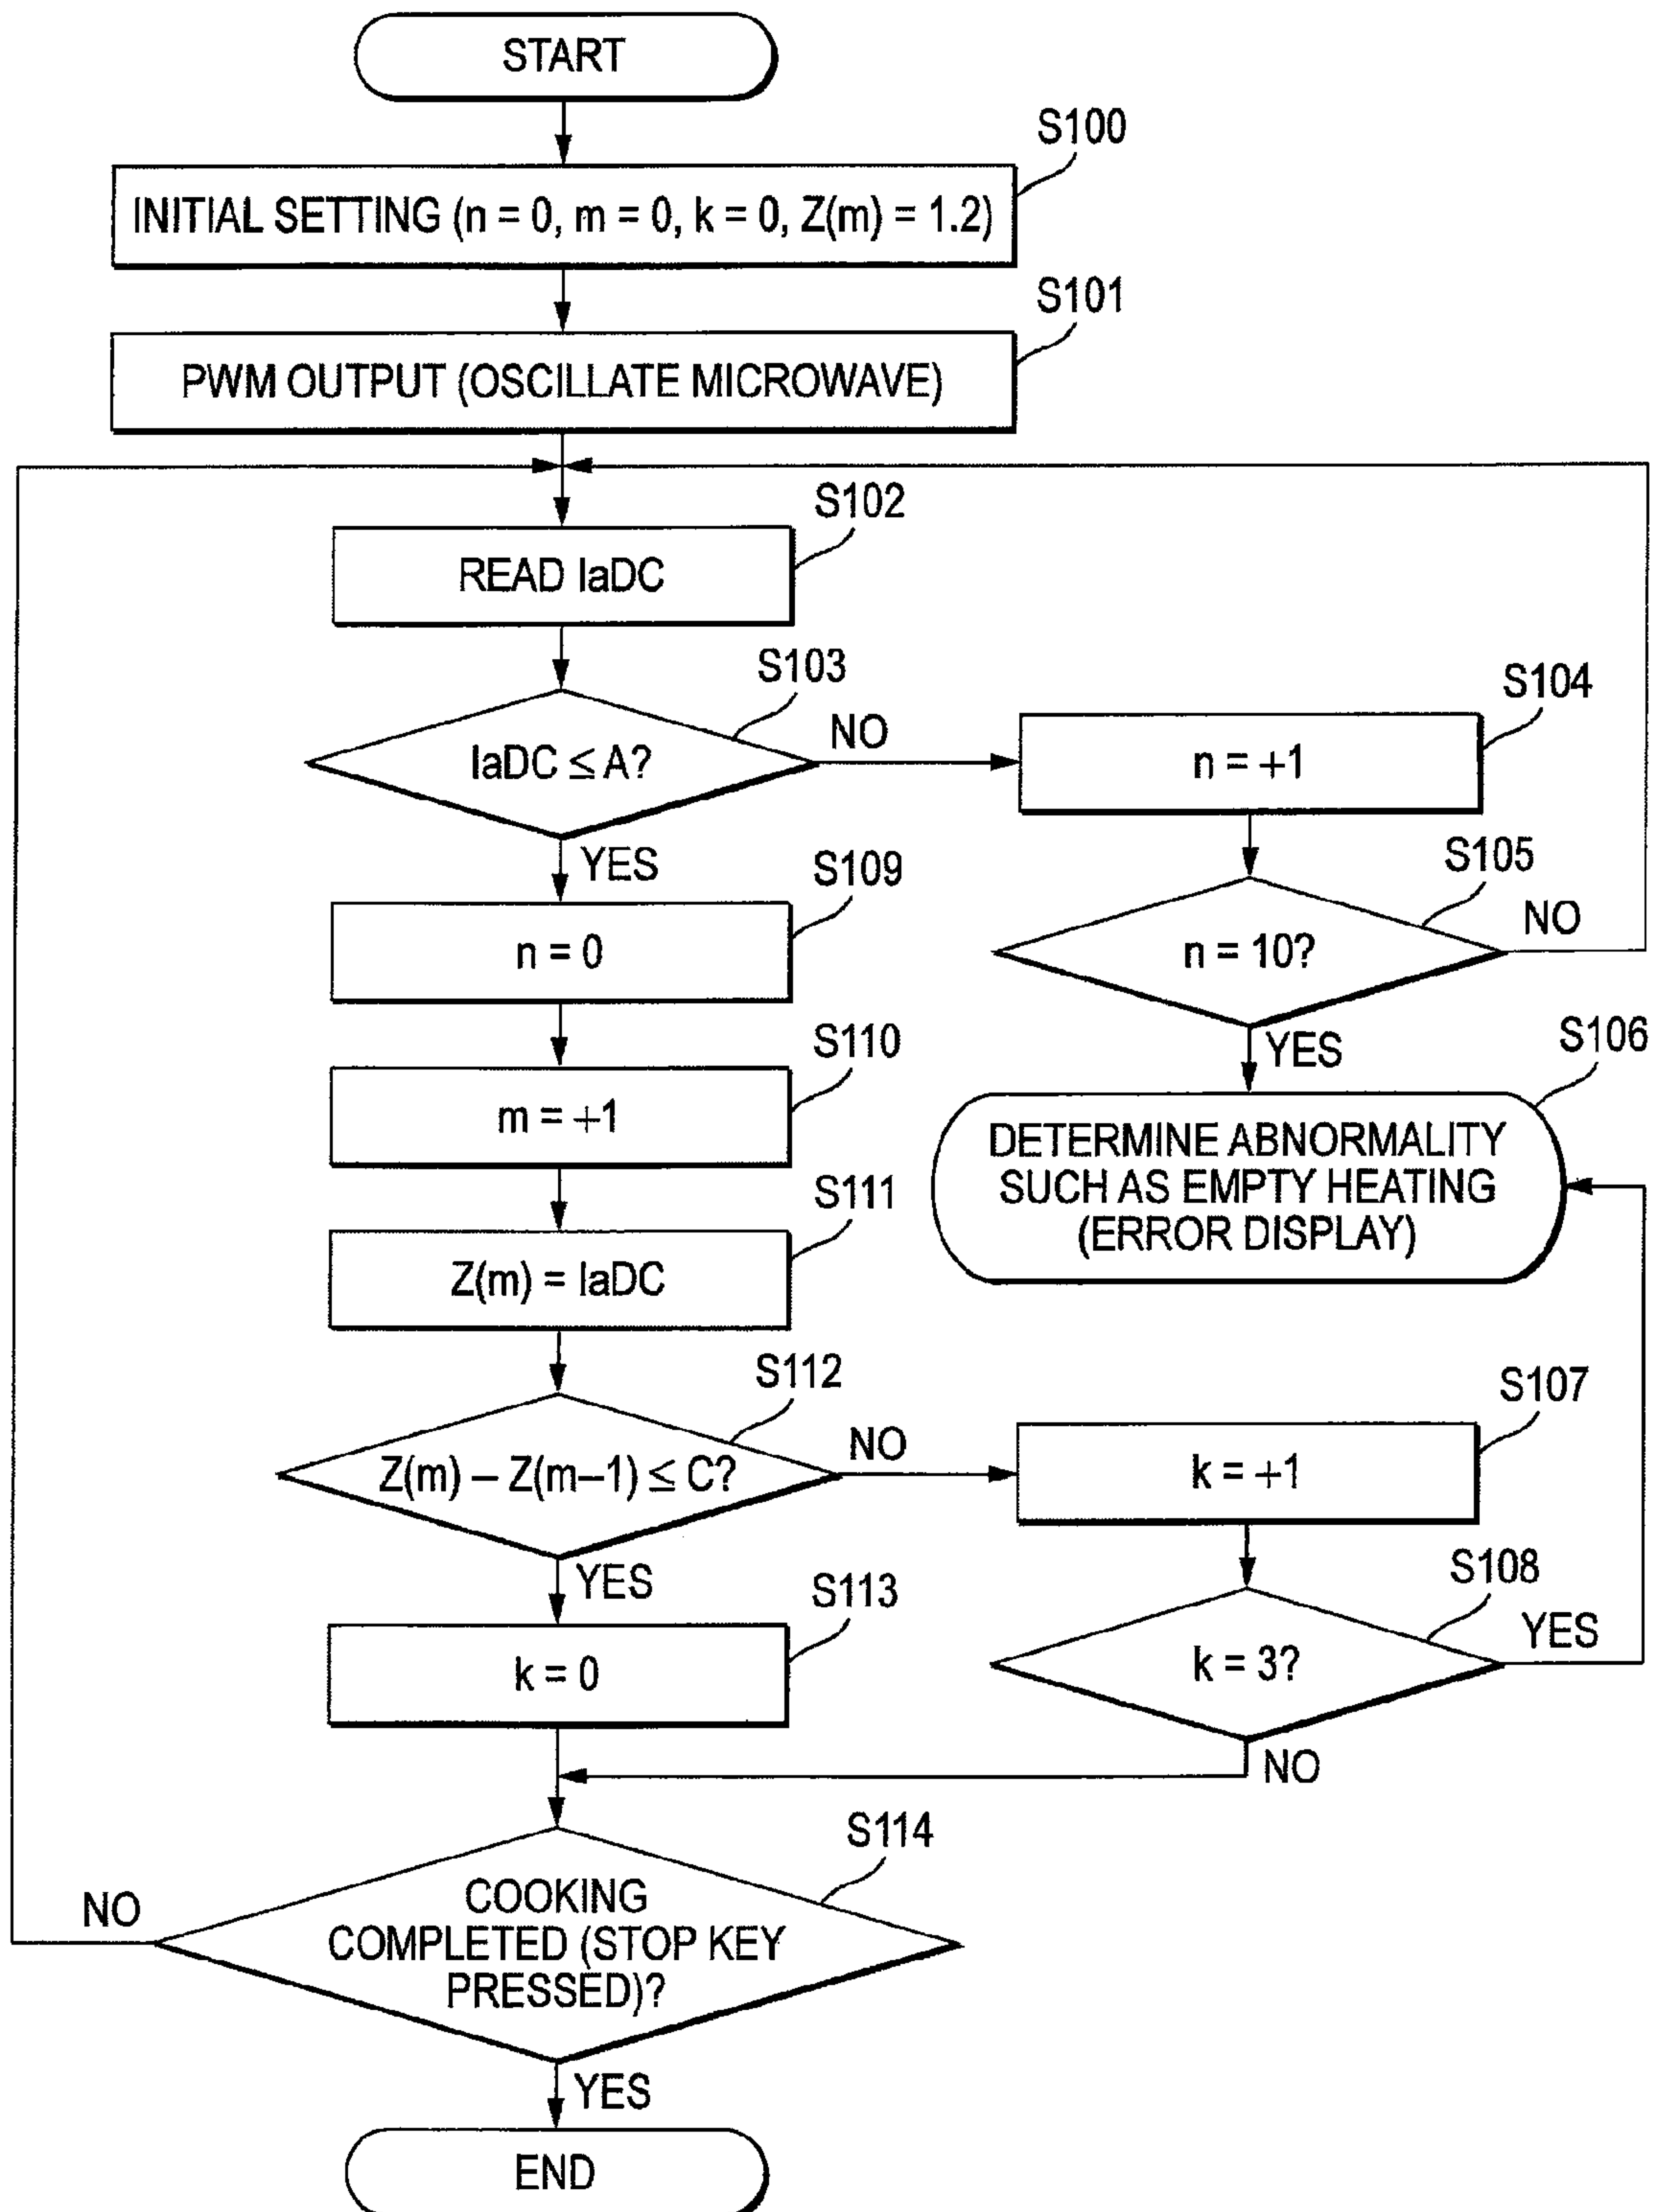 START
S100
INITIAL SETTING (n = 0, m = 0, k = 0, Z(m) = 1.2)
S101
PWM OUTPUT (OSCILLATE MICROWAVE)
S102
READ IaDC
S103
IaDC ≤ A?
NO
YES
S104
n = +1
S105
n = 10?
NO
YES
S106
DETERMINE ABNORMALITY
SUCH AS EMPTY HEATING
(ERROR DISPLAY)
S109
n = 0
S110
m = +1
S111
Z(m) = IaDC
S112
Z(m) – Z(m–1) ≤ C?
NO
YES
S107
k = +1
S108
k = 3?
YES
NO
S113
k = 0
S114
COOKING
COMPLETED (STOP KEY
PRESSED)?
NO
YES
END